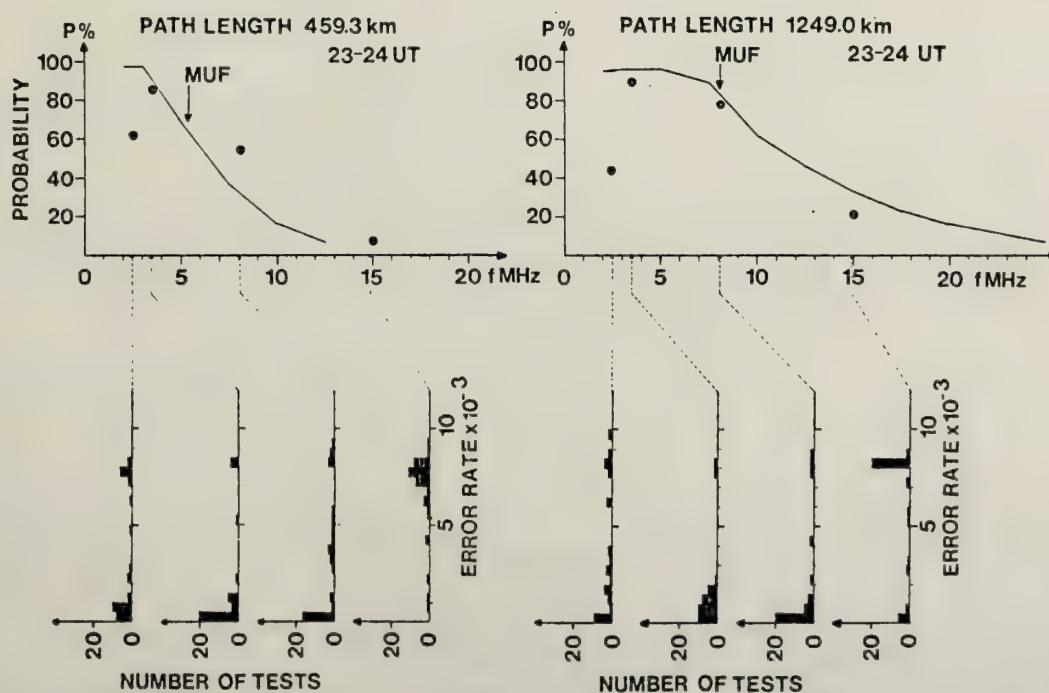 P%
PATH LENGTH 459.3 km
23-24 UT
MUF
PROBABILITY
100
80
60
40
20
0
5
10
15
20
f MHz
ERROR RATE x10-3
10
5
20
0
20
0
20
0
20
0
NUMBER OF TESTS
P%
PATH LENGTH 1249.0 km
23-24 UT
MUF
100
80
60
40
20
0
5
10
15
20
f MHz
ERROR RATE x10-3
10
5
20
0
20
0
20
0
20
0
NUMBER OF TESTS